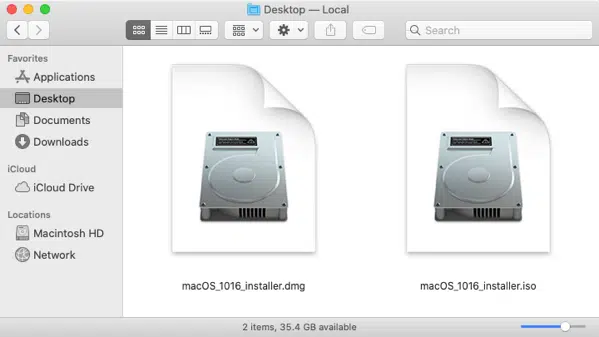 Desktop — Local
Search
Favorites
Applications
Desktop
Documents
Downloads
iCloud
iCloud Drive
Locations
Macintosh HD
Network
macOS_1016_installer.dmg
macOS_1016_installer.iso
2 items, 35.4 GB available